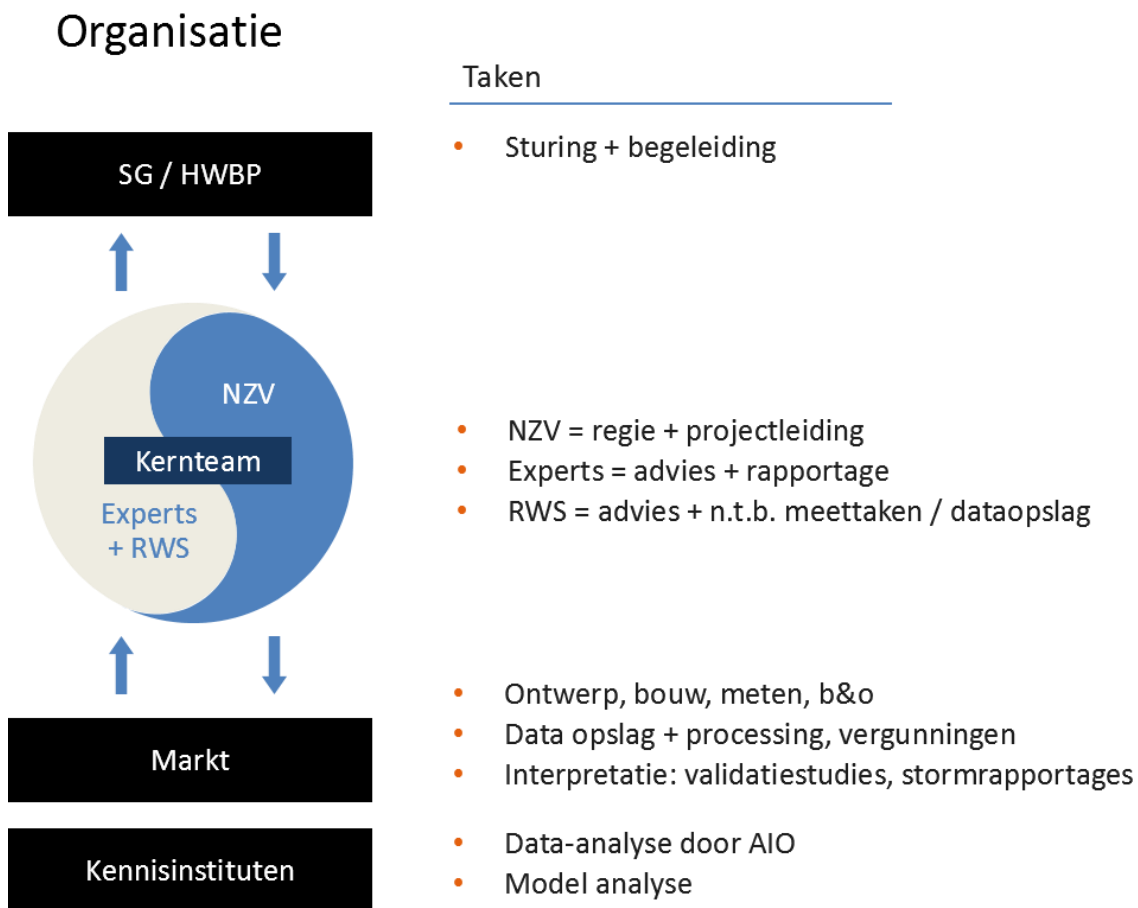 Organisatie
Taken
SG / HWBP
• Sturing + begeleiding
NZV
Kernteam
Experts
+ RWS
• NZV = regie + projectleiding
• Experts = advies + rapportage
• RWS = advies + n.t.b. meettaken / dataopslag
Markt
• Ontwerp, bouw, meten, b&o
• Data opslag + processing, vergunningen
• Interpretatie: validatiestudies, stormrapportages
Kennisinstituten
• Data-analyse door AIO
• Model analyse